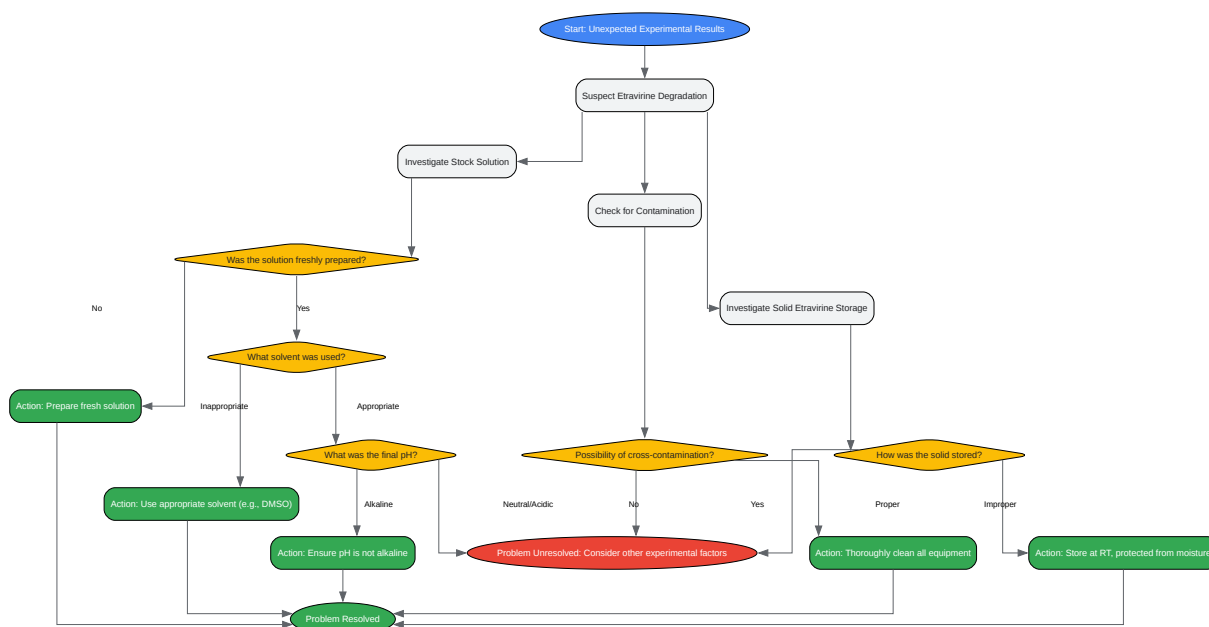 Start: Unexpected Experimental Results
Suspect Etravirine Degradation
Investigate Stock Solution
Check for Contamination
Was the solution freshly prepared?
No
Yes
Investigate Solid Etravirine Storage
What solvent was used?
Action: Prepare fresh solution
Inappropriate
Appropriate
What was the final pH?
Possibility of cross-contamination?
How was the solid stored?
Action: Use appropriate solvent (e.g., DMSO)
Alkaline
Neutral/Acidic
No
Yes
Proper
Improper
Action: Ensure pH is not alkaline
Problem Unresolved: Consider other experimental factors
Action: Thoroughly clean all equipment
Action: Store at RT, protected from moisture
Problem Resolved